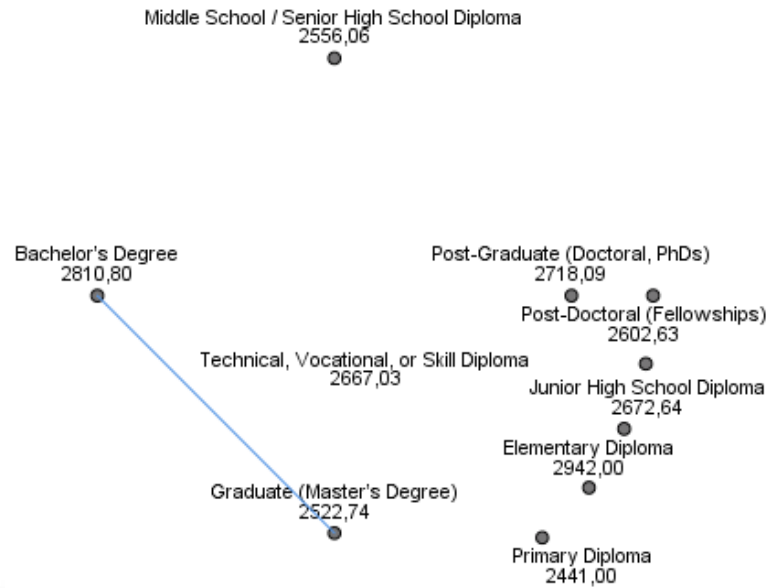 Middle School / Senior High School Diploma
2556,06
Bachelor's Degree
2810,80
Post-Graduate (Doctoral, PhDs)
2718,09
Post-Doctoral (Fellowships)
2602,63
Technical, Vocational, or Skill Diploma
2667,03
Junior High School Diploma
2672,64
Elementary Diploma
2942,00
Graduate (Master's Degree)
2522,74
Primary Diploma
2441,00